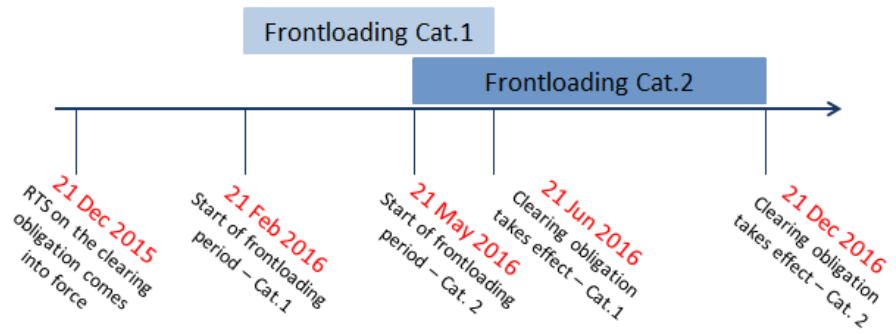 Frontloading Cat.1
Frontloading Cat.2
21 Dec 2015
RTS on the clearing
obligation comes
into force
21 Feb 2016
Start of frontloading
period – Cat.1
21 May 2016
Start of frontloading
period – Cat. 2
21 Jun 2016
Clearing obligation
takes effect – Cat.1
21 Dec 2016
Clearing obligation
takes effect – Cat. 2